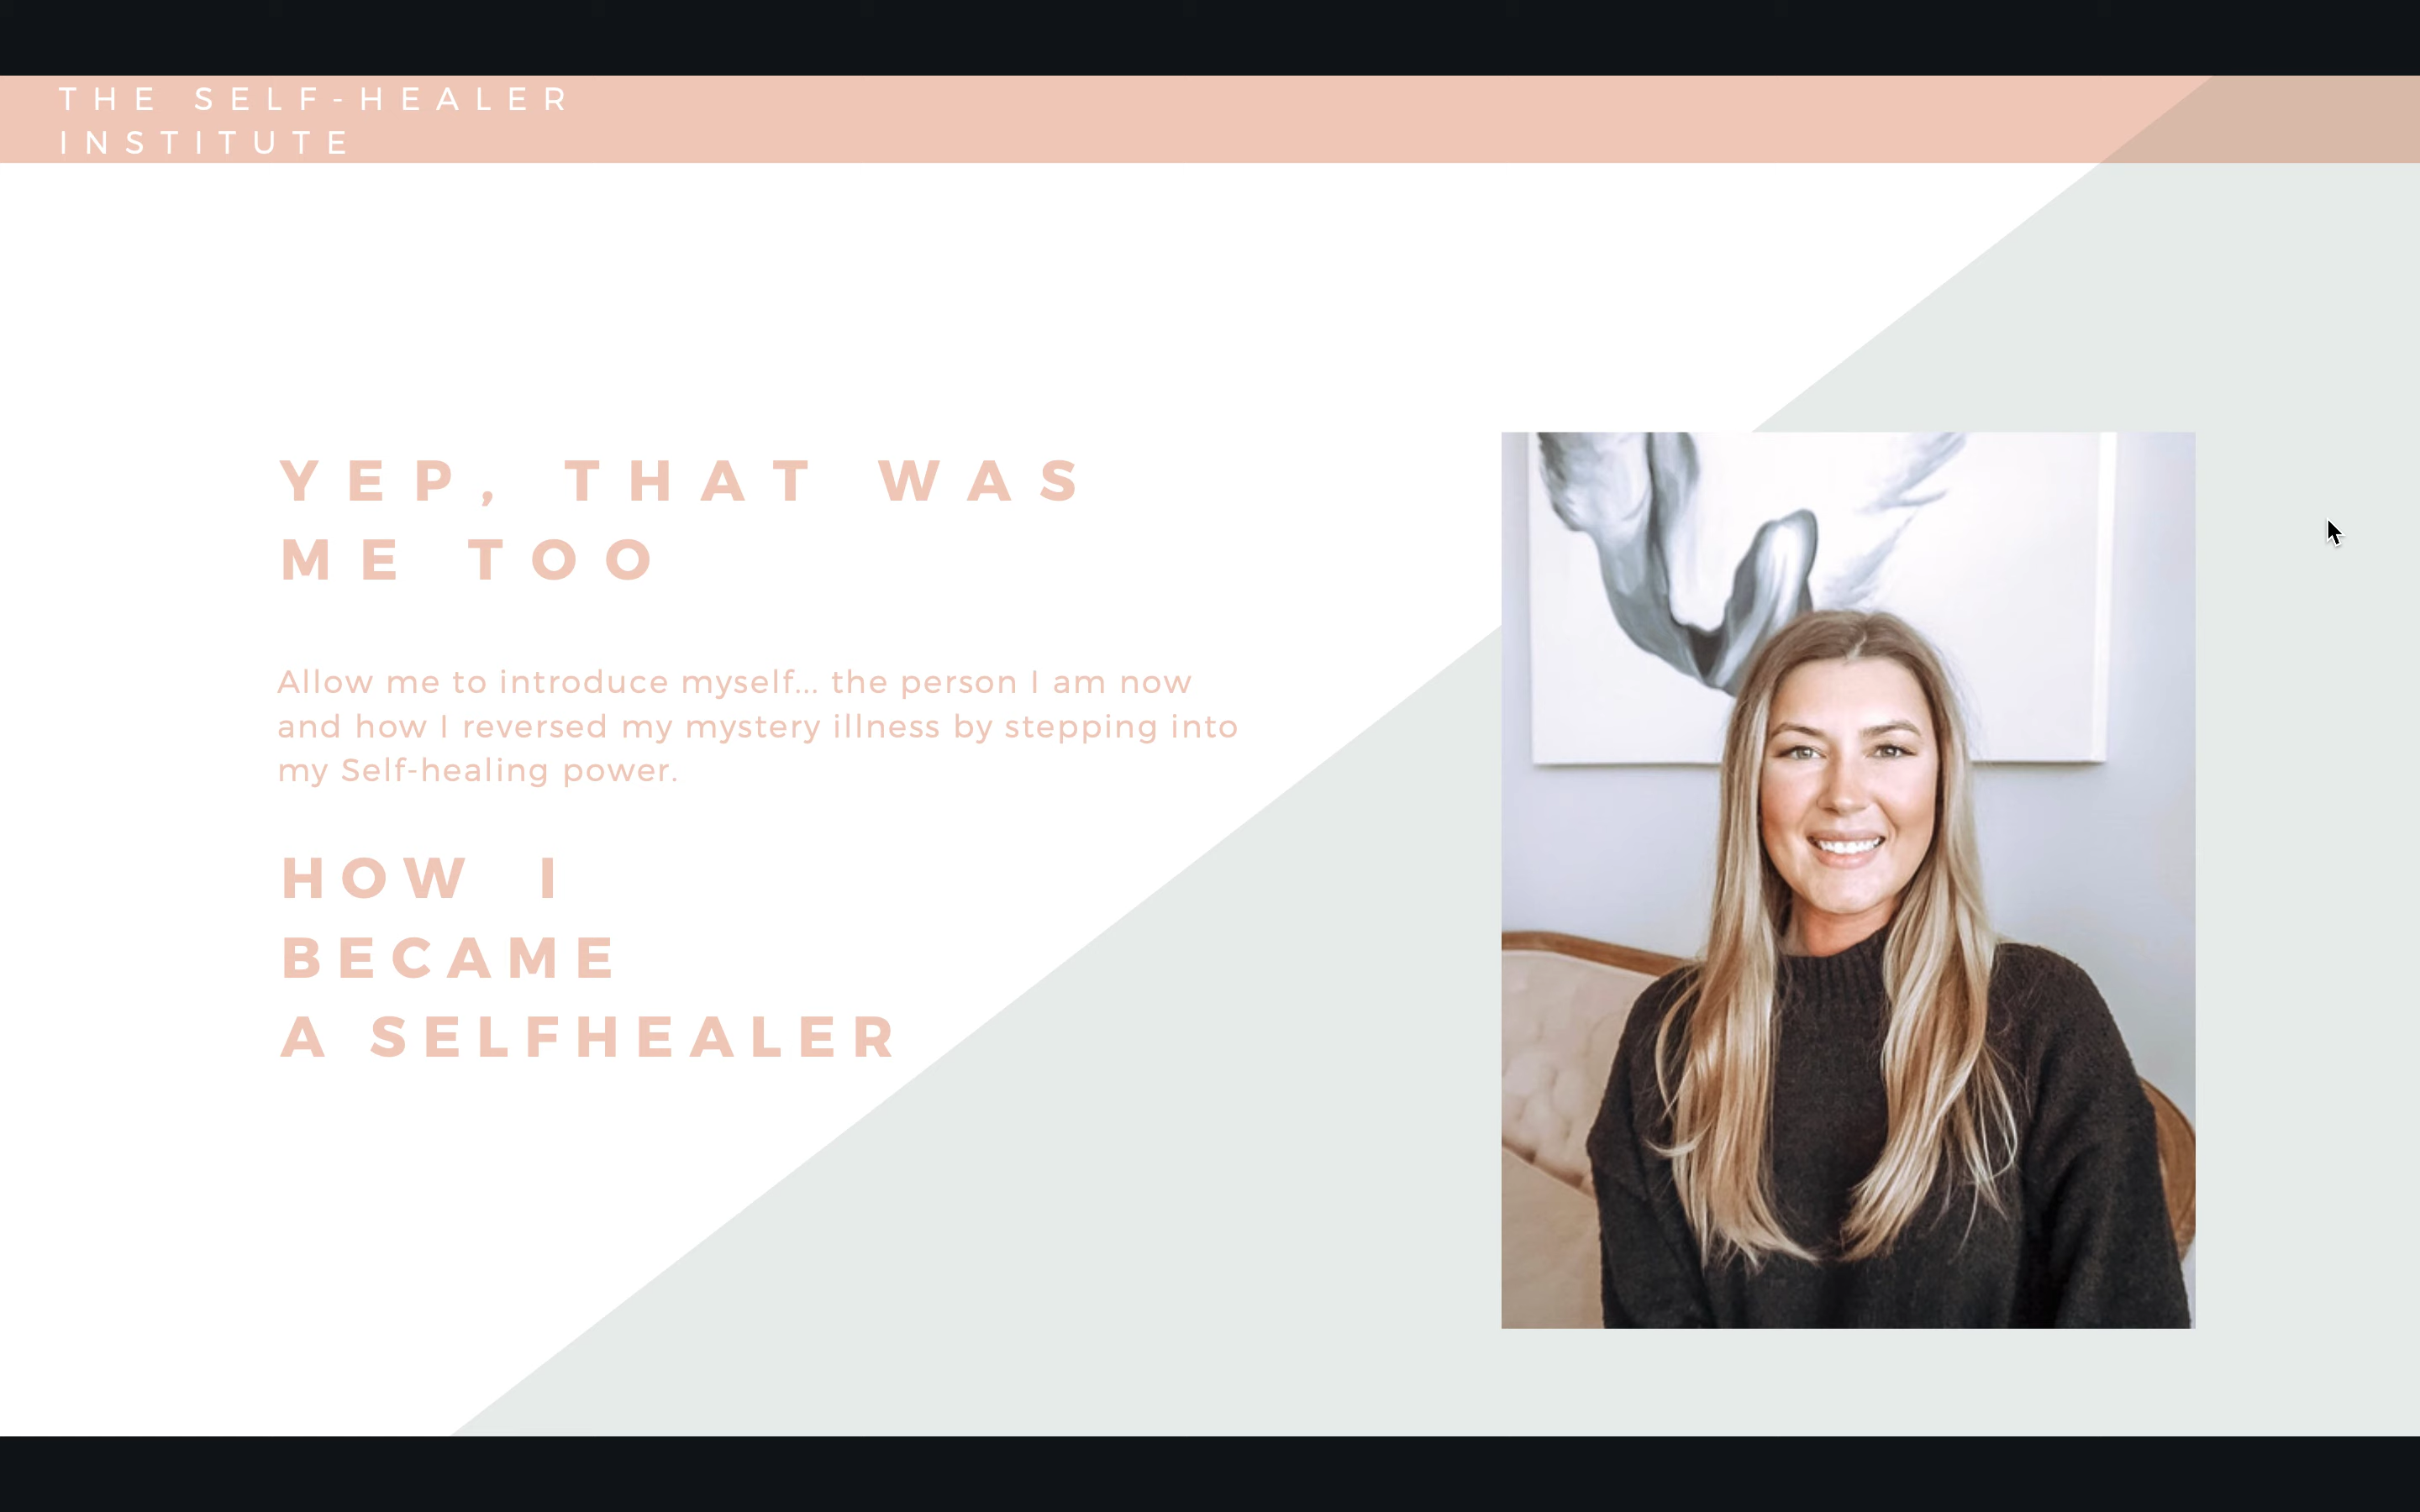 THE SELF-HEALER
INSTITUTE
YEP, THAT WAS
ME TOO
Allow me to introduce myself... the person I am now
and how I reversed my mystery illness by stepping into
my Self-healing power.
HOW I
BECAME
A SELFHEALER